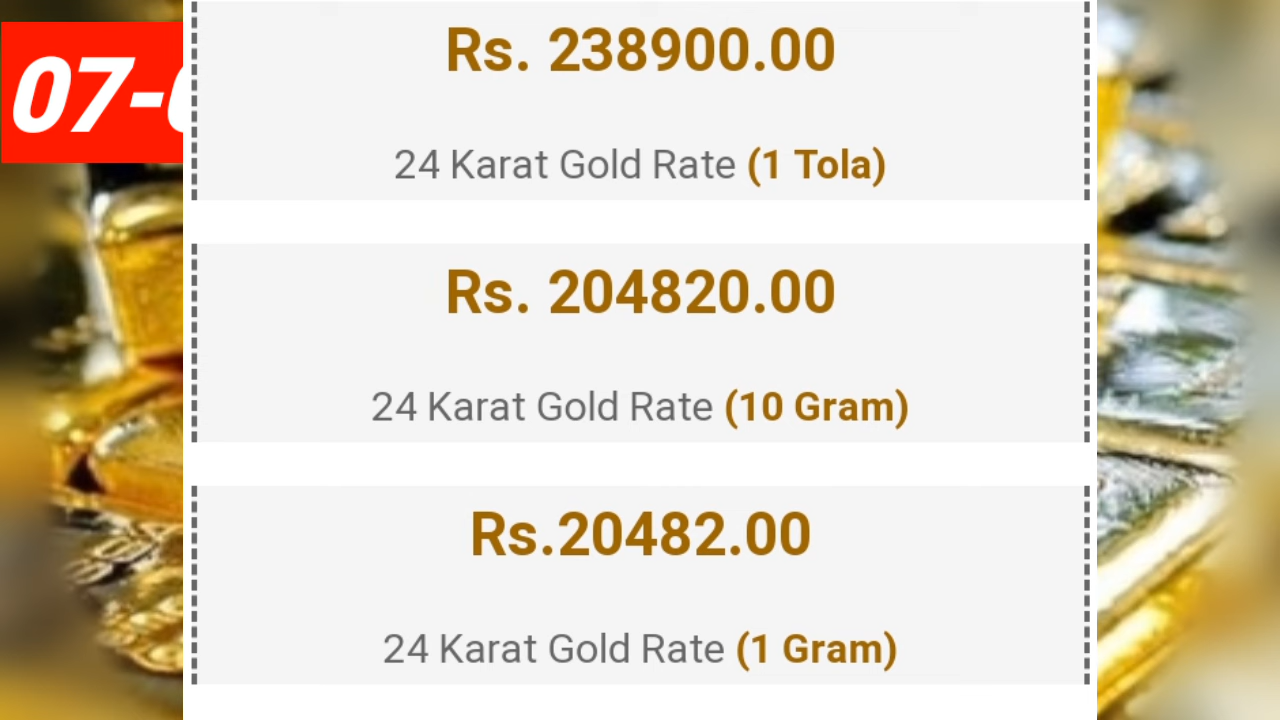 07-
Rs. 238900.00
24 Karat Gold Rate (1 Tola)
Rs. 204820.00
24 Karat Gold Rate (10 Gram)
Rs.20482.00
24 Karat Gold Rate (1 Gram)